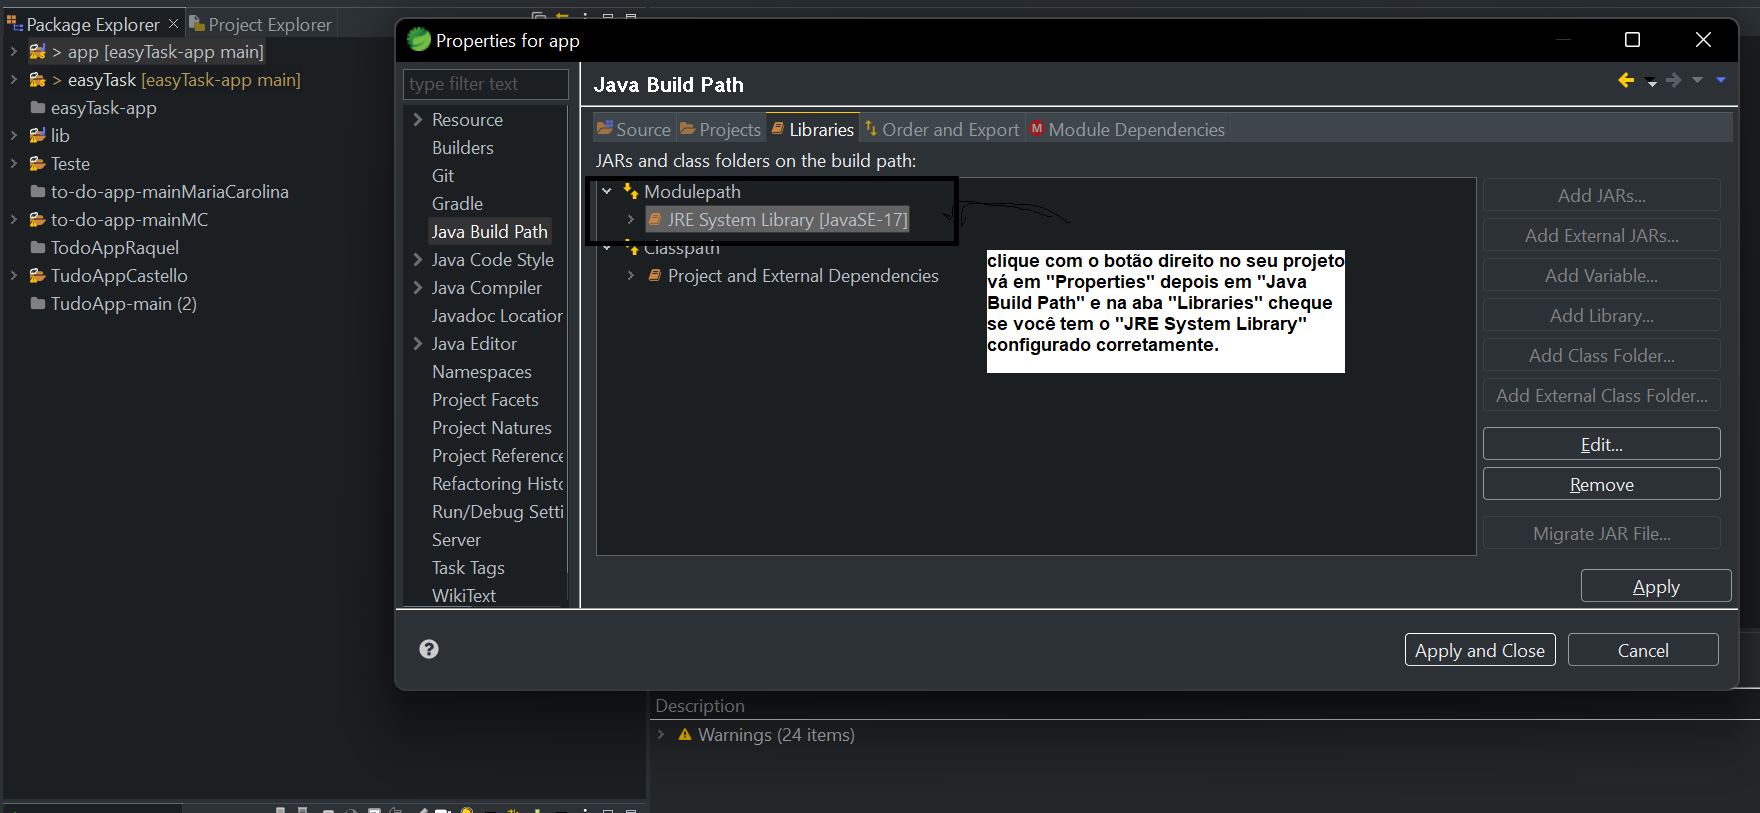 Package Explorer
Project Explorer
> app [easyTask-app main]
> easyTask [easyTask-app main]
easyTask-app
lib
Teste
to-do-app-mainMariaCarolina
to-do-app-mainMC
TodoAppRaquel
TudoAppCastello
TudoApp-main (2)
Properties for app
type filter text
Resource
Builders
Git
Gradle
Java Build Path
Java Code Style
Java Compiler
Javadoc Location
Java Editor
Namespaces
Project Facets
Project Natures
Project Reference
Refactoring Histo
Run/Debug Setti
Server
Task Tags
WikiText
Java Build Path
Source
Projects
Libraries
Order and Export
M Module Dependencies
JARs and class folders on the build path:
Modulepath
JRE System Library [JavaSE-17]
Classpath
Project and External Dependencies
clique com o botão direito no seu projeto
vá em "Properties" depois em "Java
Build Path" e na aba "Libraries" cheque
se você tem o "JRE System Library"
configurado corretamente.
Add JARs...
Add External JARs...
Add Variable...
Add Library...
Add Class Folder...
Add External Class Folder...
Edit...
Remove
Migrate JAR File...
Apply
?
Apply and Close
Cancel
Description
Warnings (24 items)